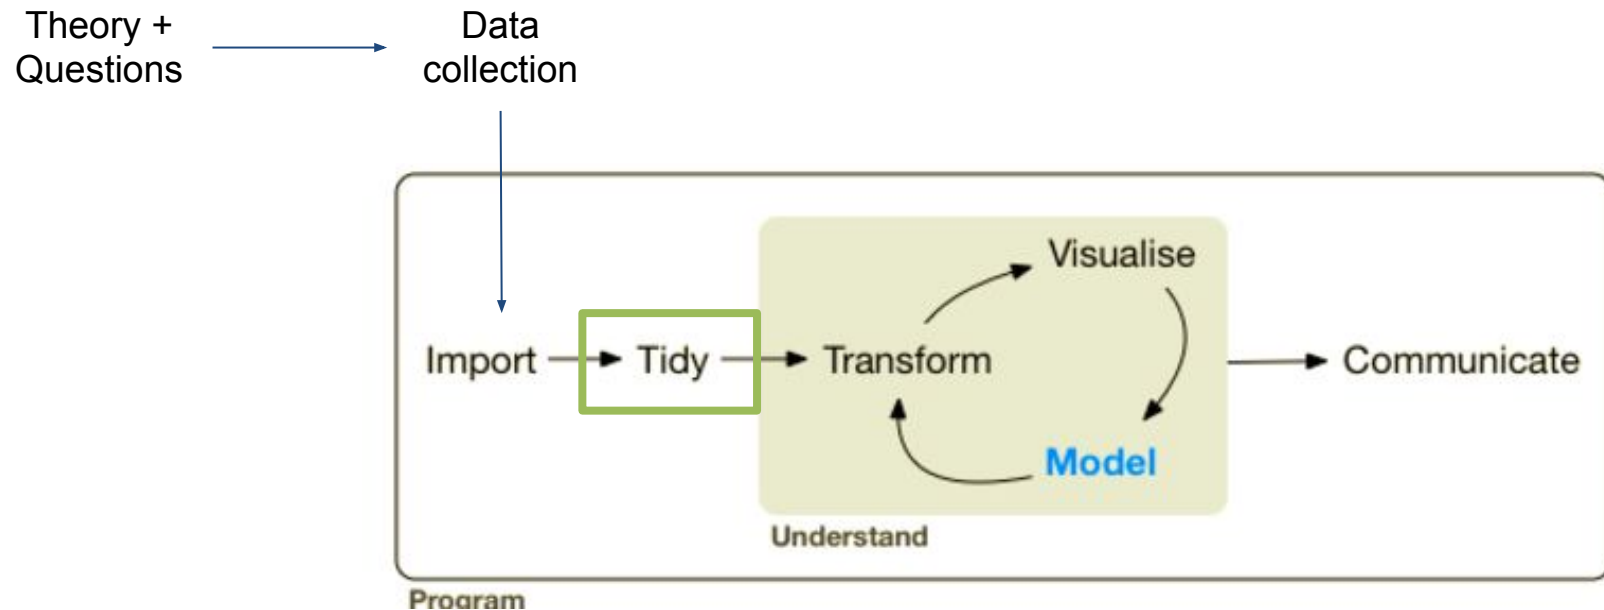 Theory +
Questions
Data
collection
Visualise
Import
Tidy
Transform
Communicate
Model
Understand
Program